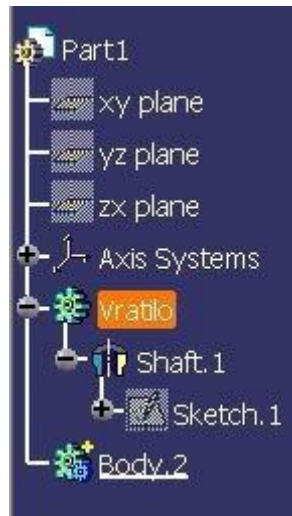 Part1
xy plane
yz plane
zx plane
Axis Systems
Vratilo
Shaft.1
Sketch.1
Body.2